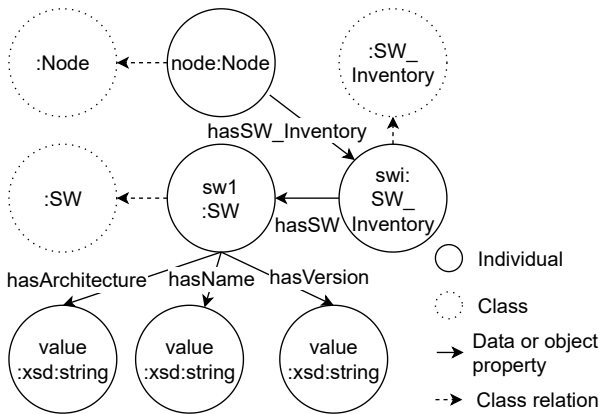 :Node
node:Node
:SW_
Inventory
hasSW_Inventory
:SW
sw1
:SW
hasSW
swi:
SW_
Inventory
hasArchitecture
hasName
hasVersion
value
:xsd:string
value
:xsd:string
value
:xsd:string
Individual
Class
Data or object
property
Class relation